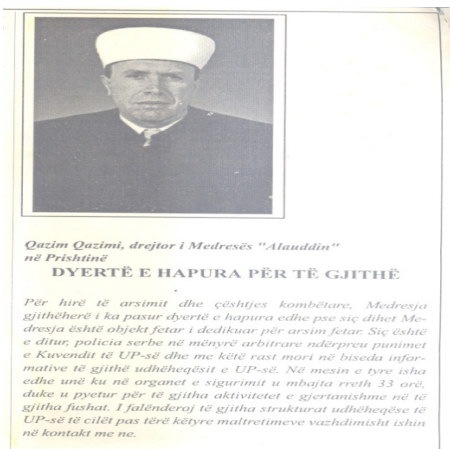 Qazim Qazimi, drejtor i Medresës "Alauddin"
në Prishtinë
DYERTË E HAPURA PËR TË GJITHË
Për hirë të arsimit dhe çështjes kombëtare, Medresja
gjithëherë i ka pasur dyertë e hapura edhe pse siç dihet Me-
dresja është objekt fetar i dedikuar për arsim fetar. Siç është
e ditur, policia serbe në mënyrë arbitrare ndërpreu punimet
e Kuvendit të UP-së dhe me këtë rast mori në biseda infor-
mative të gjithë udhëheqësit e UP-së. Në mesin e tyre isha
edhe unë ku në organet e sigurimit u mbajta rreth 33 orë,
duke u pyetur për të gjitha aktivitetet e gjertanishme në të
gjitha fushat. I falënderoj të gjitha strukturat udhëheqëse të
UP-së të cilët pas tërë këtyre maltretimeve vazhdimisht ishin
në kontakt me ne.